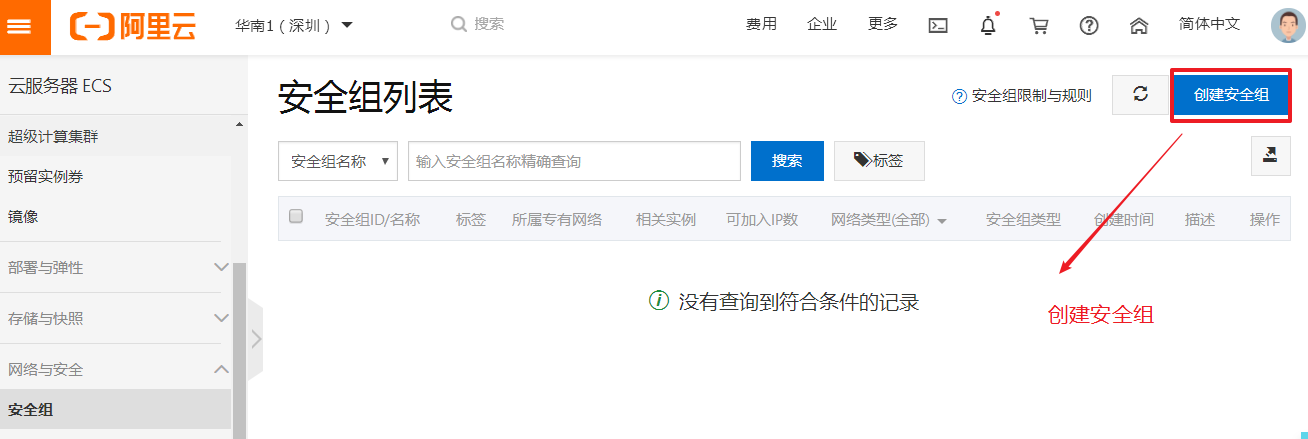 阿里云 华南1（深圳） 搜索 费用 企业 更多 简体中文
云服务器 ECS
超级计算集群
预留实例券
镜像
部署与弹性
存储与快照
网络与安全
安全组
安全组列表
安全组限制与规则 创建安全组
安全组名称 输入安全组名称精确查询 搜索 标签
安全组ID/名称 标签 所属专有网络 相关实例 可加入IP数 网络类型(全部) 安全组类型 创建时间 描述 操作
没有查询到符合条件的记录
创建安全组